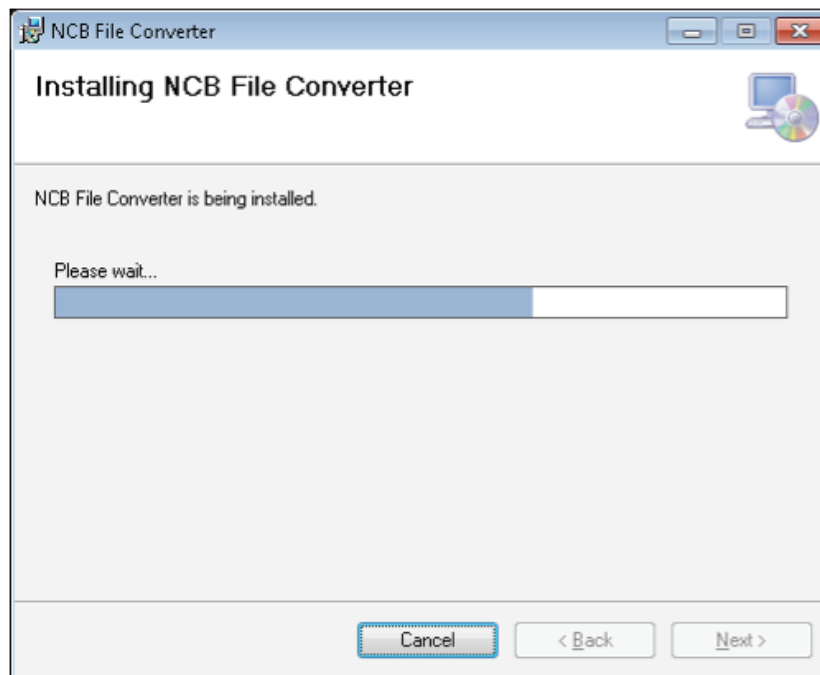 NCB File Converter
Installing NCB File Converter
NCB File Converter is being installed.
Please wait...
Cancel
< Back
Next >